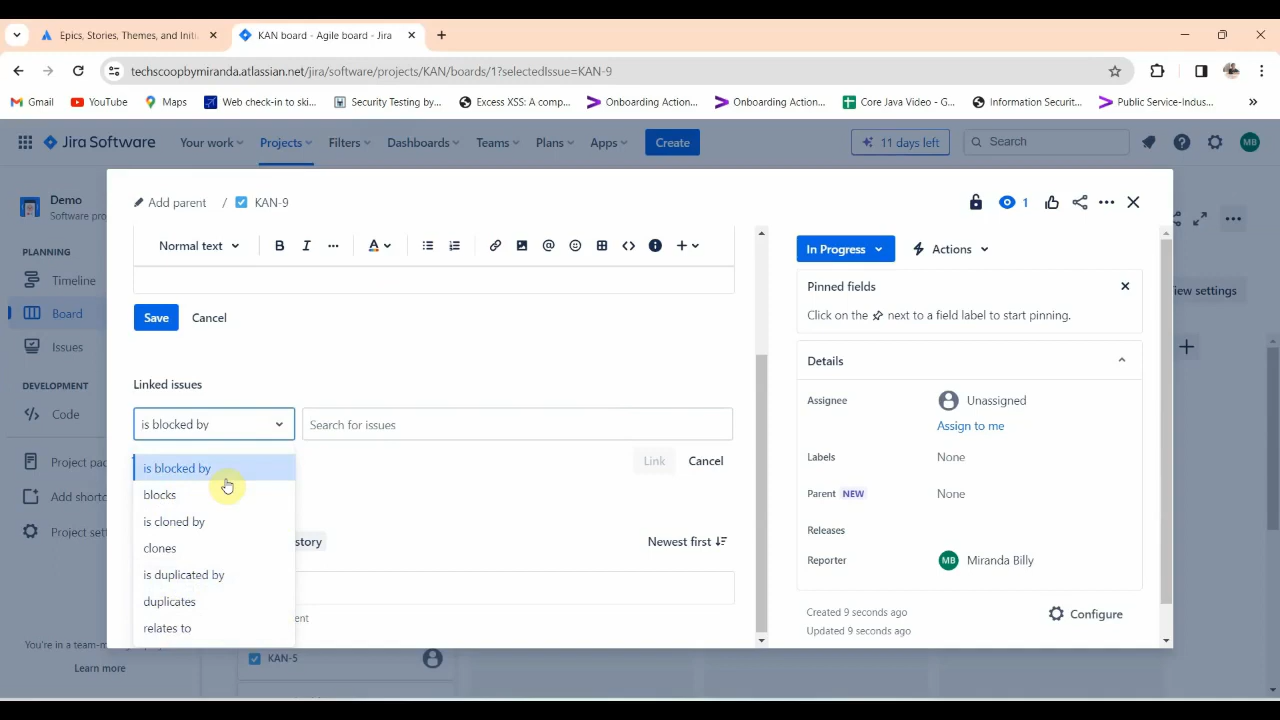 Epics, Stories, Themes, and Initi
KAN board - Agile board - Jira
techscoopbymiranda.atlassian.net/jira/software/projects/KAN/boards/1?selectedIssue=KAN-9
Gmail
YouTube
Maps
Web check-in to ski...
Security Testing by...
Excess XSS: A comp...
Onboarding Action...
Onboarding Action...
Core Java Video - G...
Information Securit...
Public Service-Indus...
»
Jira Software
Your work
Projects
Filters
Dashboards
Teams
Plans
Apps
Create
11 days left
Search
MB
Demo
Software pro
PLANNING
Timeline
Board
Issues
DEVELOPMENT
Code
Project pag
Add shortc
Project sett
You're in a team-m
Learn more
Add parent / KAN-9
1
Normal text
B I ... A
Save Cancel
Linked issues
is blocked by
Search for issues
Link Cancel
is blocked by
blocks
is cloned by
clones
is duplicated by
duplicates
relates to
story
Newest first
ent
In Progress
Actions
Pinned fields
Click on the next to a field label to start pinning.
Details
Assignee Unassigned
Assign to me
Labels None
Parent NEW None
Releases
Reporter MB Miranda Billy
Created 9 seconds ago
Updated 9 seconds ago
Configure
iew settings
KAN-5